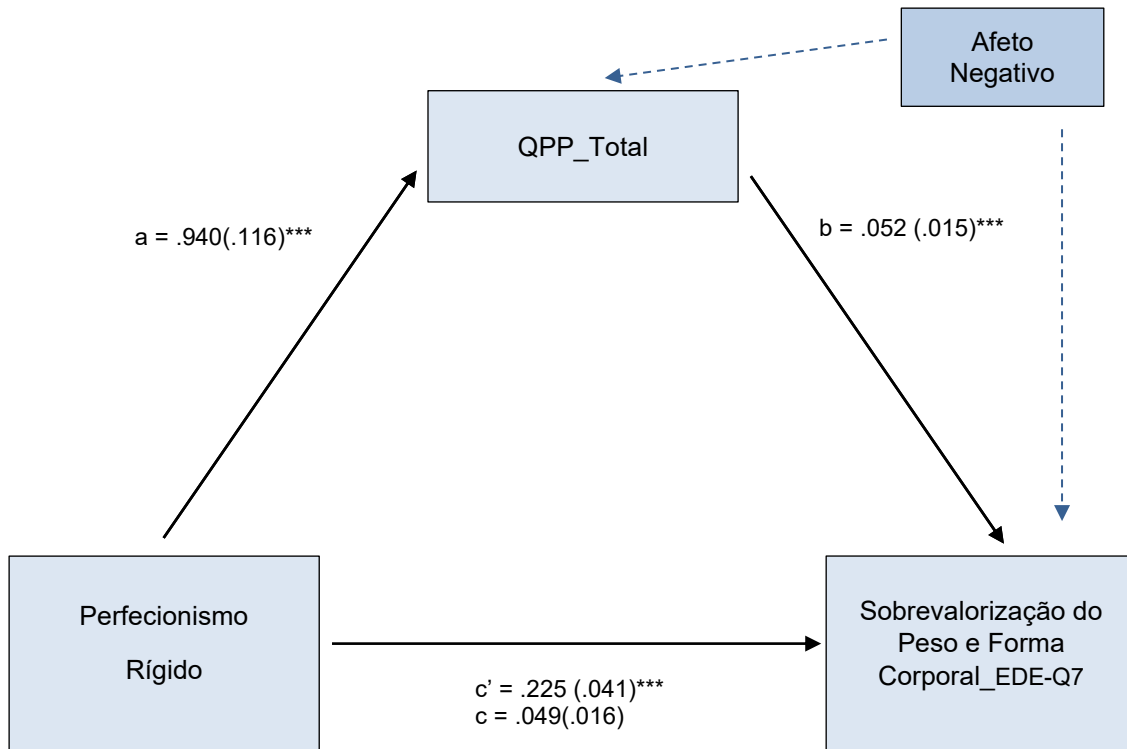 Afeto
Negativo
QPP_Total
a = .940(.116)***
b = .052 (.015)***
Perfecionismo
Rígido
Sobrevalorização do
Peso e Forma
Corporal_EDE-Q7
c’ = .225 (.041)***
c = .049(.016)